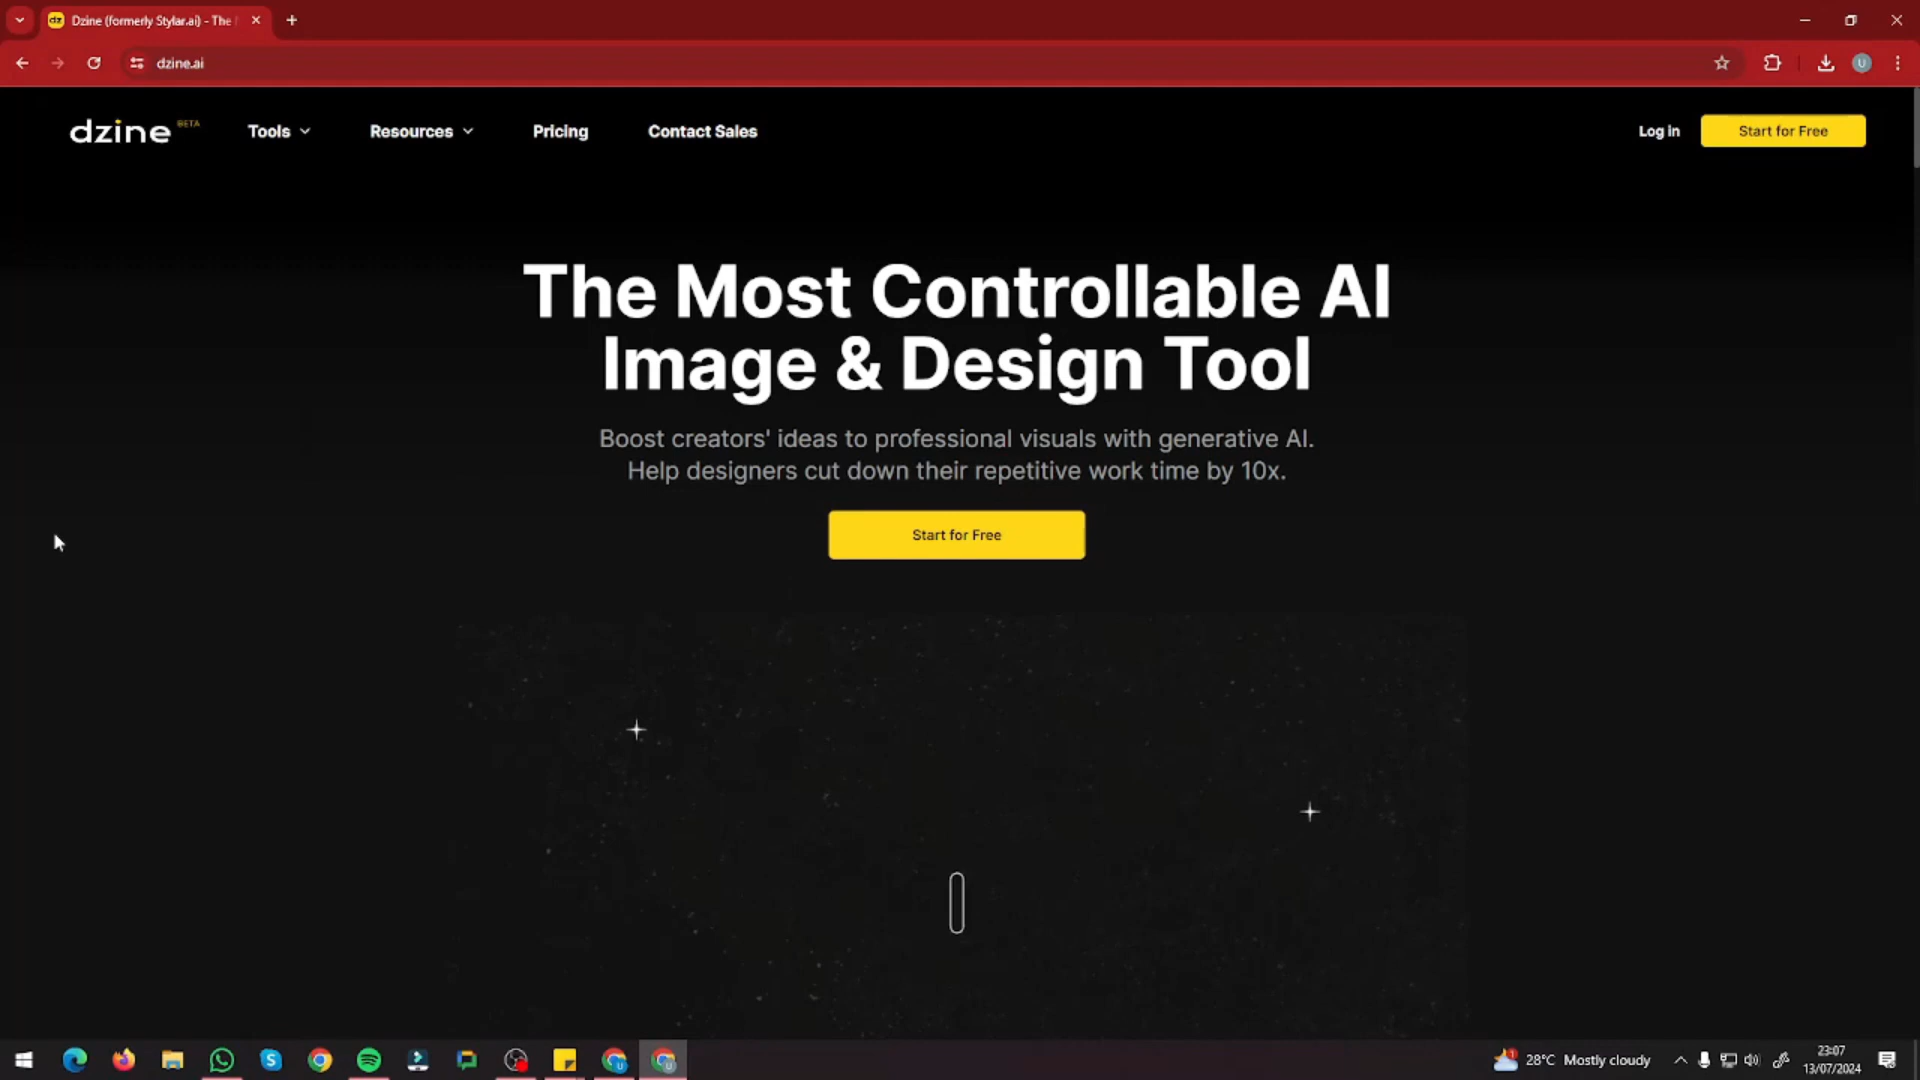 Dzine (formerly Stylar.ai) - The
dzine.ai
dzine BETA
Tools
Resources
Pricing
Contact Sales
Log in
Start for Free
The Most Controllable AI
Image & Design Tool
Boost creators' ideas to professional visuals with generative AI.
Help designers cut down their repetitive work time by 10x.
Start for Free
28°C Mostly cloudy
23:07
13/07/2024